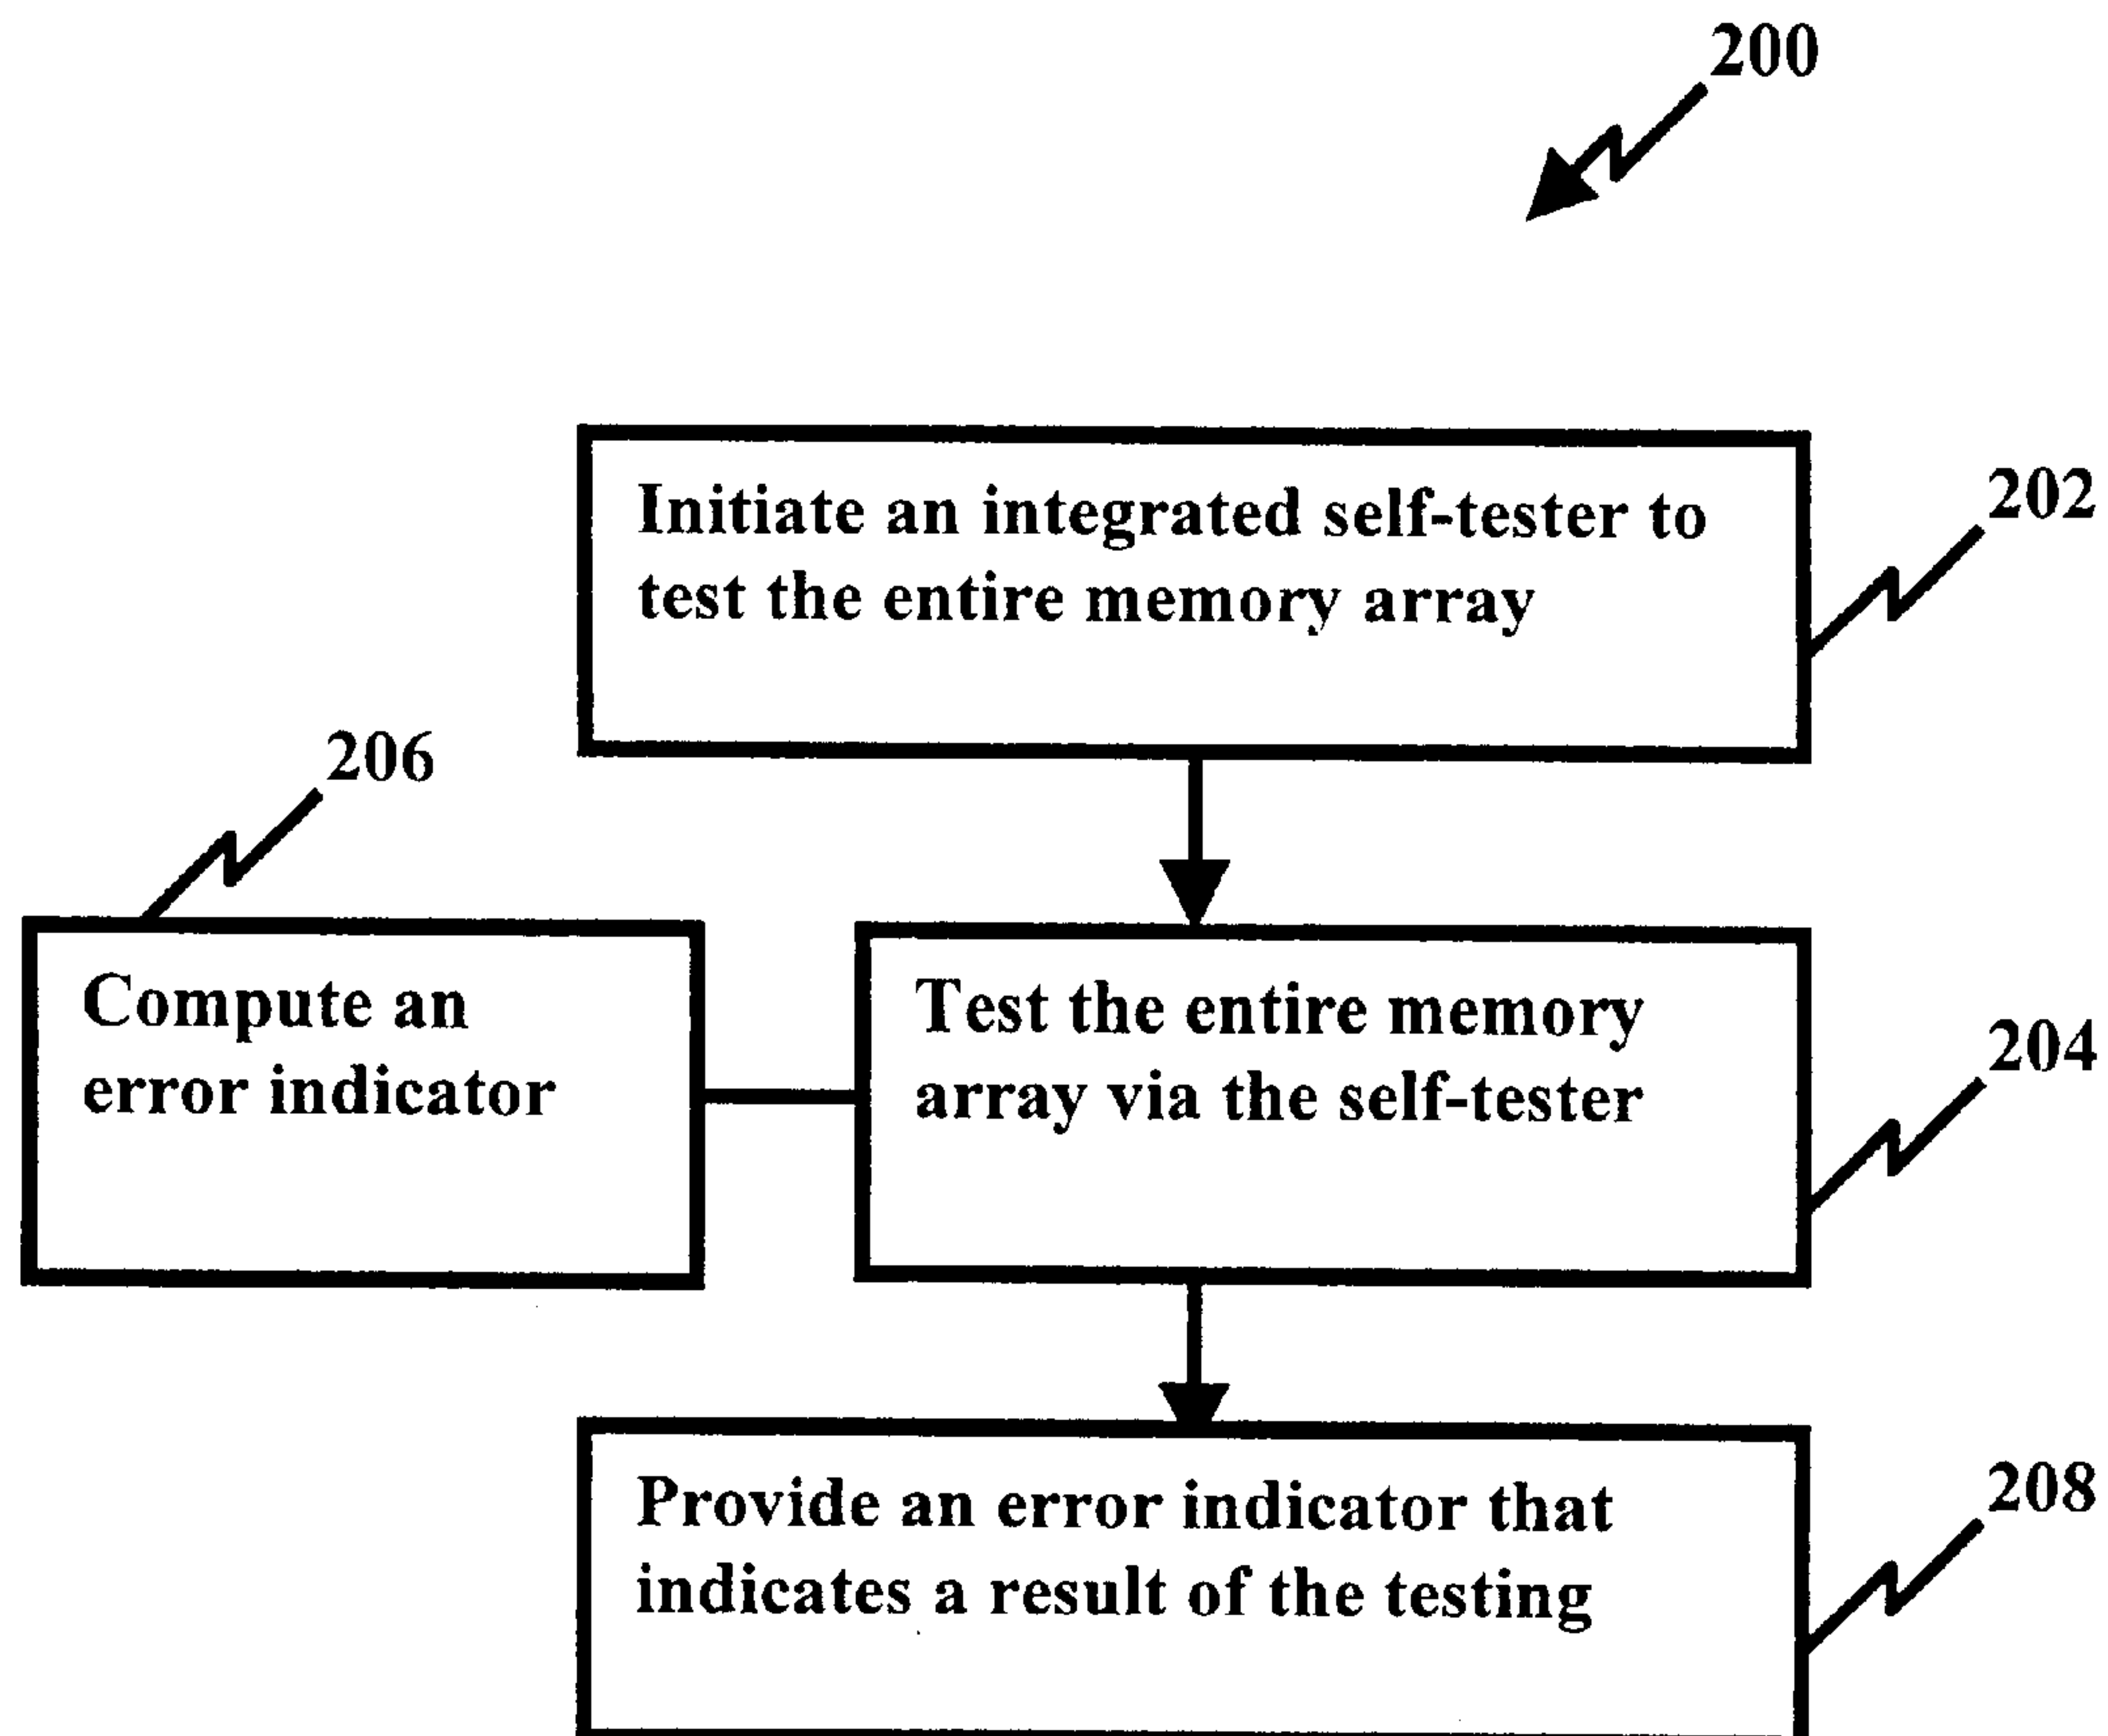 200
Initiate an integrated self-tester to
test the entire memory array
202
206
Compute an
error indicator
Test the entire memory
array via the self-tester
204
Provide an error indicator that
indicates a result of the testing
208